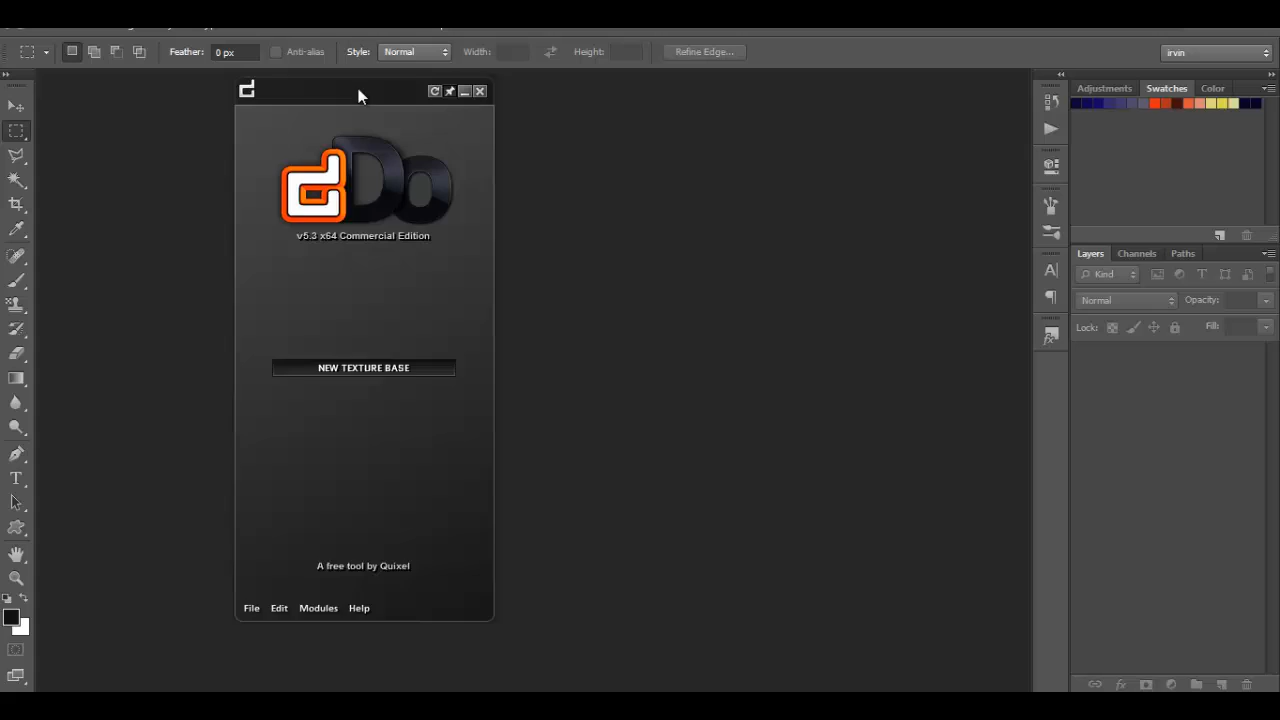 Feather: 0 px Anti-alias Style: Normal Width: Height: Refine Edge... irvin
Adjustments Swatches Color
dDo
v5.3 x64 Commercial Edition
NEW TEXTURE BASE
A free tool by Quixel
File Edit Modules Help
Layers Channels Paths
Kind
Normal Opacity:
Lock: Fill: